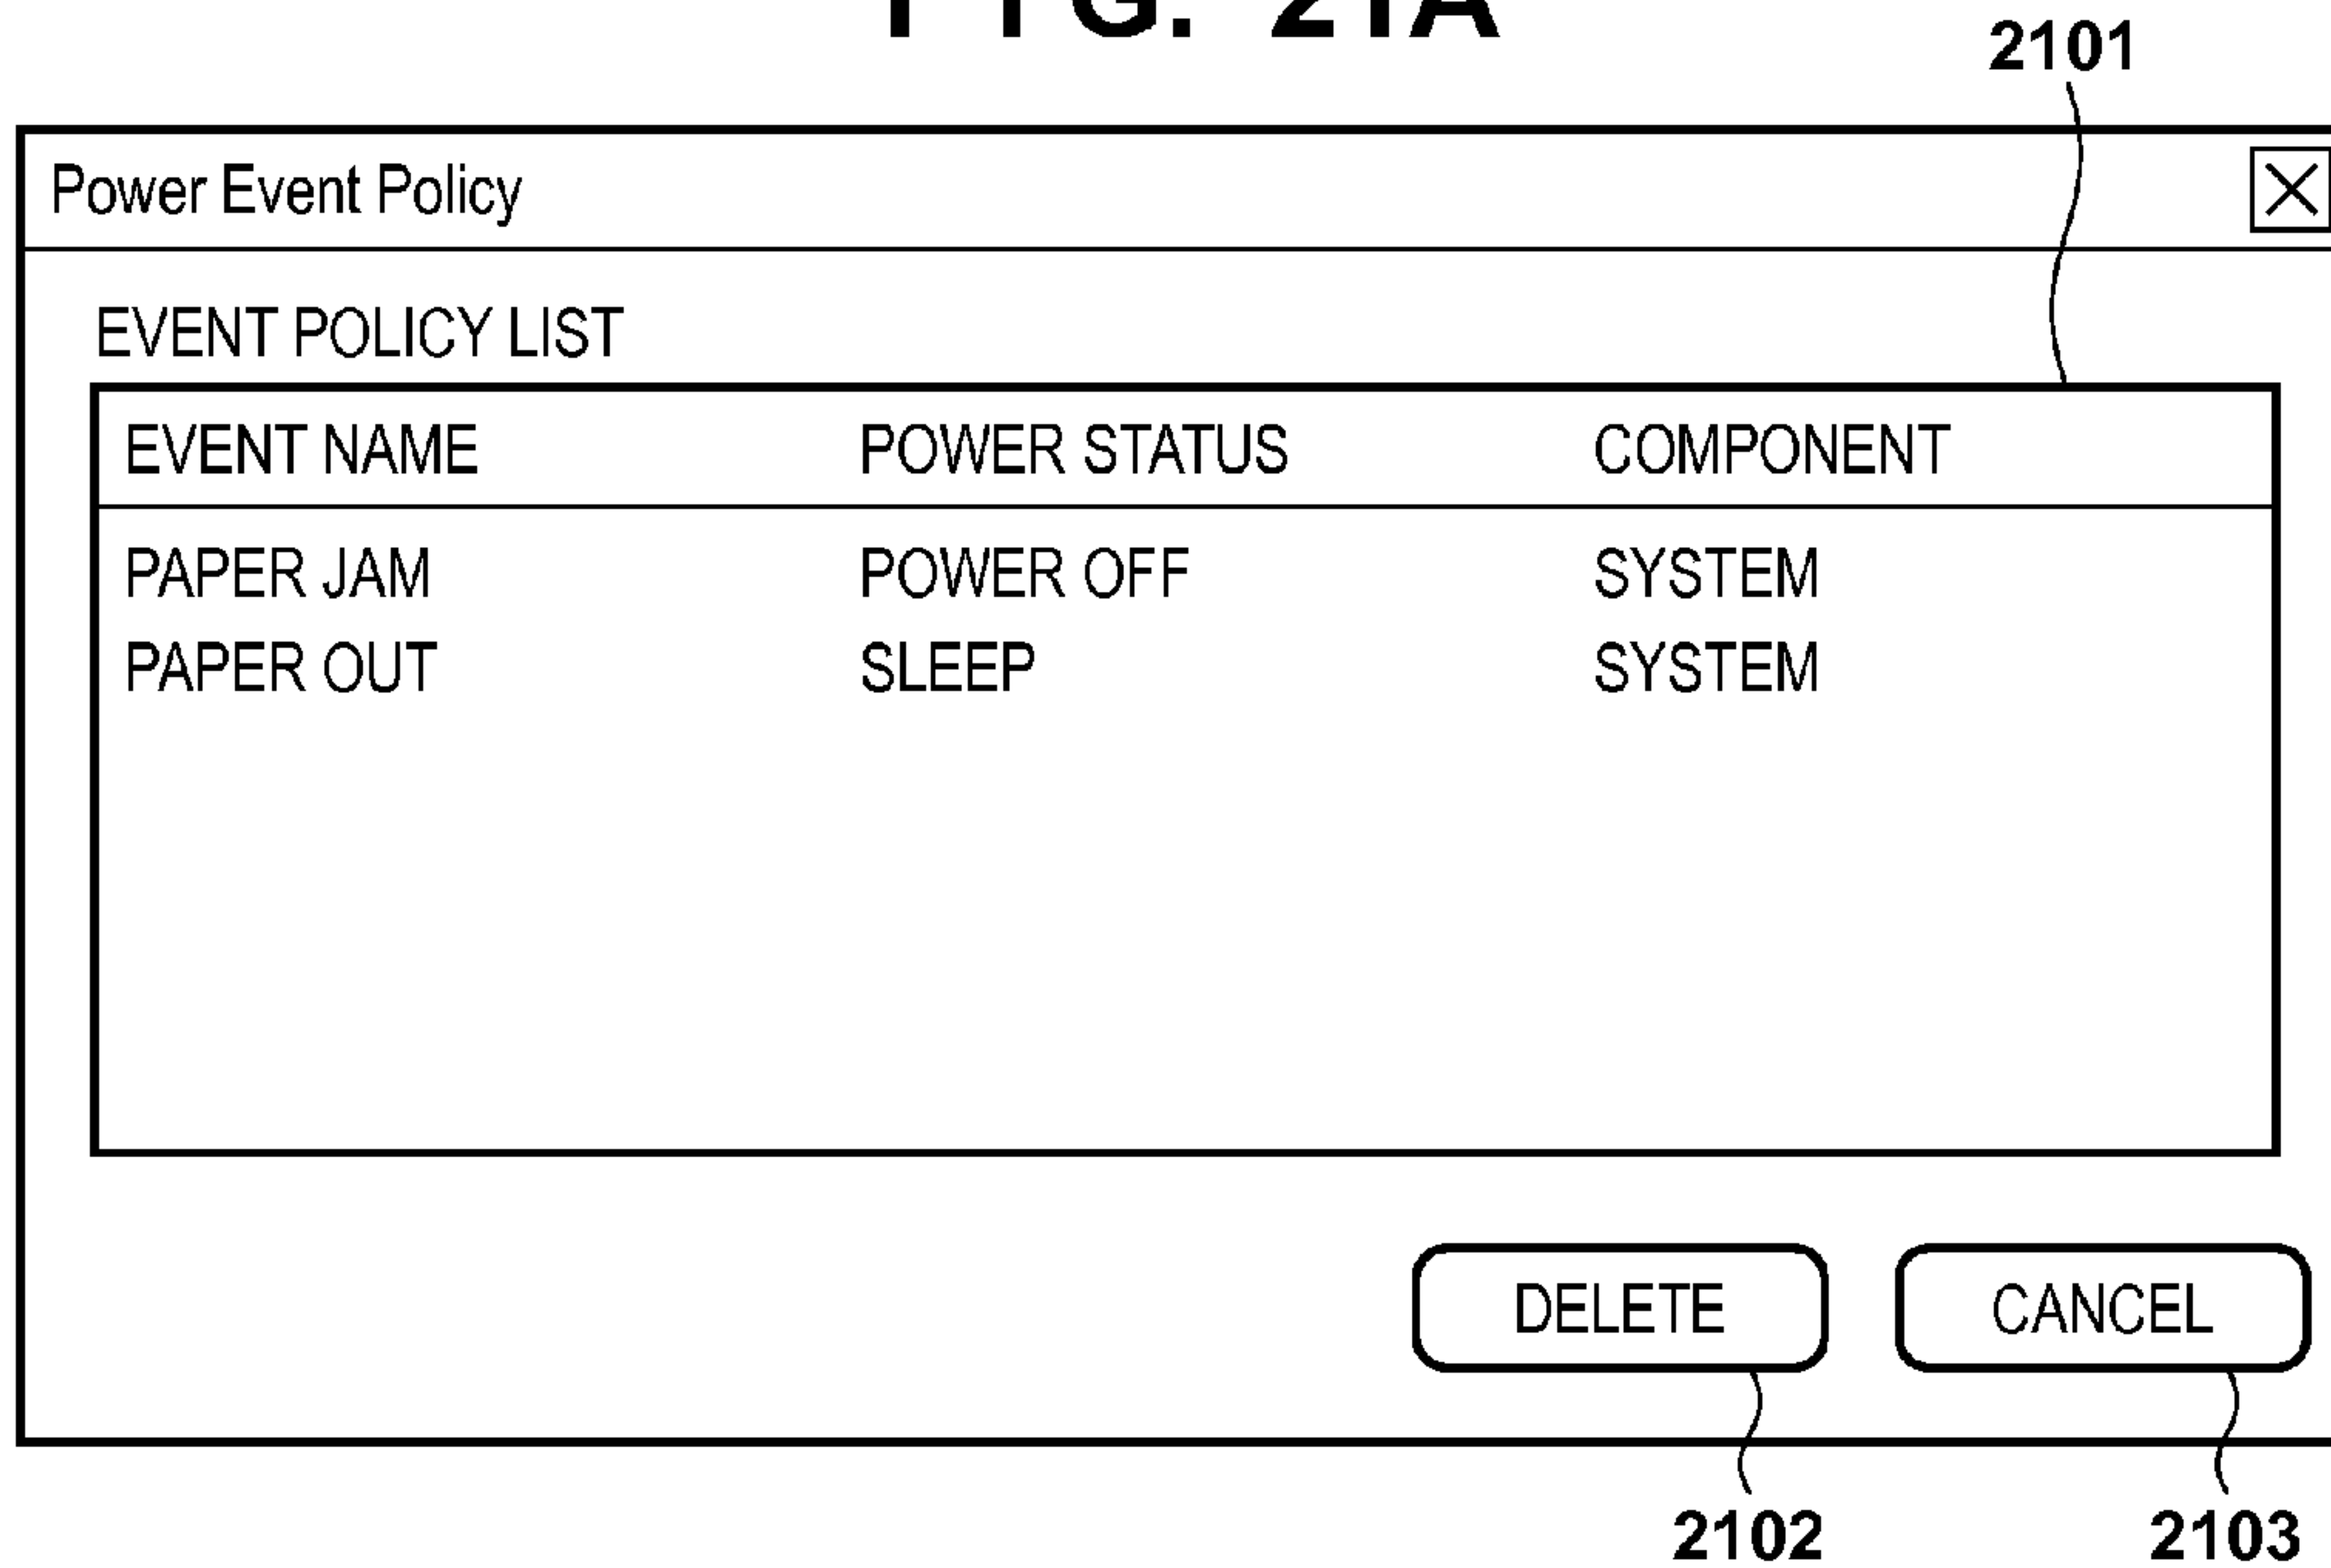 FIG. 21A
2101
Power Event Policy
EVENT POLICY LIST
EVENT NAME POWER STATUS COMPONENT
PAPER JAM POWER OFF SYSTEM
PAPER OUT SLEEP SYSTEM
DELETE CANCEL
2102 2103